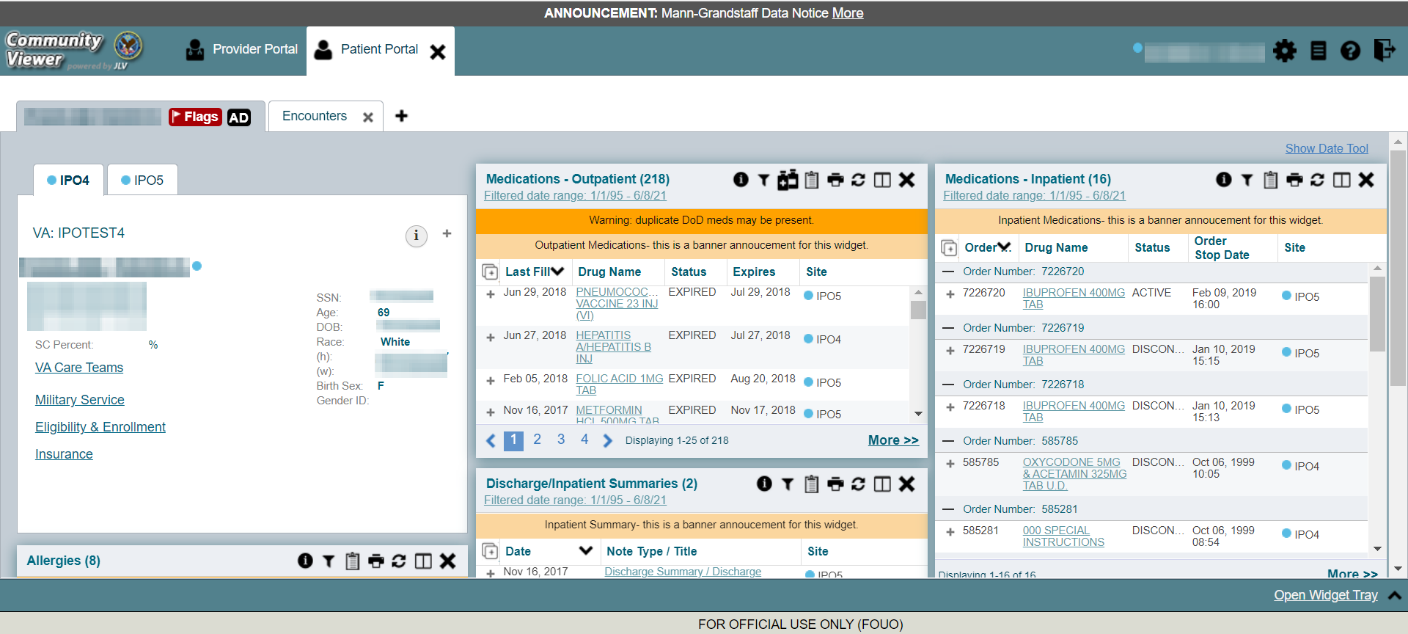 ANNOUNCEMENT: Mann-Grandstaff Data Notice More
Community
Viewer
powered by JLV
Provider Portal
Patient Portal
Flags AD
Encounters
Show Date Tool
IPO4
IPO5
VA: IPOTEST4
SSN:
Age: 69
DOB:
Race: White
(h):
(w):
Birth Sex: F
Gender ID:
SC Percent: %
VA Care Teams
Military Service
Eligibility & Enrollment
Insurance
Allergies (8)
Medications - Outpatient (218)
Filtered date range: 1/1/95 - 6/8/21
Warning: duplicate DoD meds may be present.
Outpatient Medications- this is a banner annoucement for this widget.
Last Fill Drug Name Status Expires Site
Jun 29, 2018 PNEUMOCOC... EXPIRED Jul 29, 2018 IPO5
VACCINE 23 INJ
(VI)
Jun 27, 2018 HEPATITIS EXPIRED Jul 27, 2018 IPO4
A/HEPATITIS B
INJ
Feb 05, 2018 FOLIC ACID 1MG EXPIRED Aug 20, 2018 IPO5
TAB
Nov 16, 2017 METFORMIN EXPIRED Nov 17, 2018 IPO5
HCL 500MG TAB
1 2 3 4 Displaying 1-25 of 218 More >>
Discharge/Inpatient Summaries (2)
Filtered date range: 1/1/95 - 6/8/21
Inpatient Summary- this is a banner annoucement for this widget.
Date Note Type / Title Site
Nov 16, 2017 Discharge Summary / Discharge IPO5
Medications - Inpatient (16)
Filtered date range: 1/1/95 - 6/8/21
Inpatient Medications- this is a banner annoucement for this widget.
Order Drug Name Status Order Site
Stop Date
Order Number: 7226720
7226720 IBUPROFEN 400MG ACTIVE Feb 09, 2019 IPO5
TAB 16:00
Order Number: 7226719
7226719 IBUPROFEN 400MG DISCON... Jan 10, 2019 IPO5
TAB 15:15
Order Number: 7226718
7226718 IBUPROFEN 400MG DISCON... Jan 10, 2019 IPO5
TAB 15:13
Order Number: 585785
585785 OXYCODONE 5MG DISCON... Oct 06, 1999 IPO4
& ACETAMIN 325MG 10:05
TAB U.D.
Order Number: 585281
585281 000 SPECIAL DISCON... Oct 06, 1999 IPO4
INSTRUCTIONS 08:54
Displaying 1-16 of 16 More >>
Open Widget Tray
FOR OFFICIAL USE ONLY (FOUO)